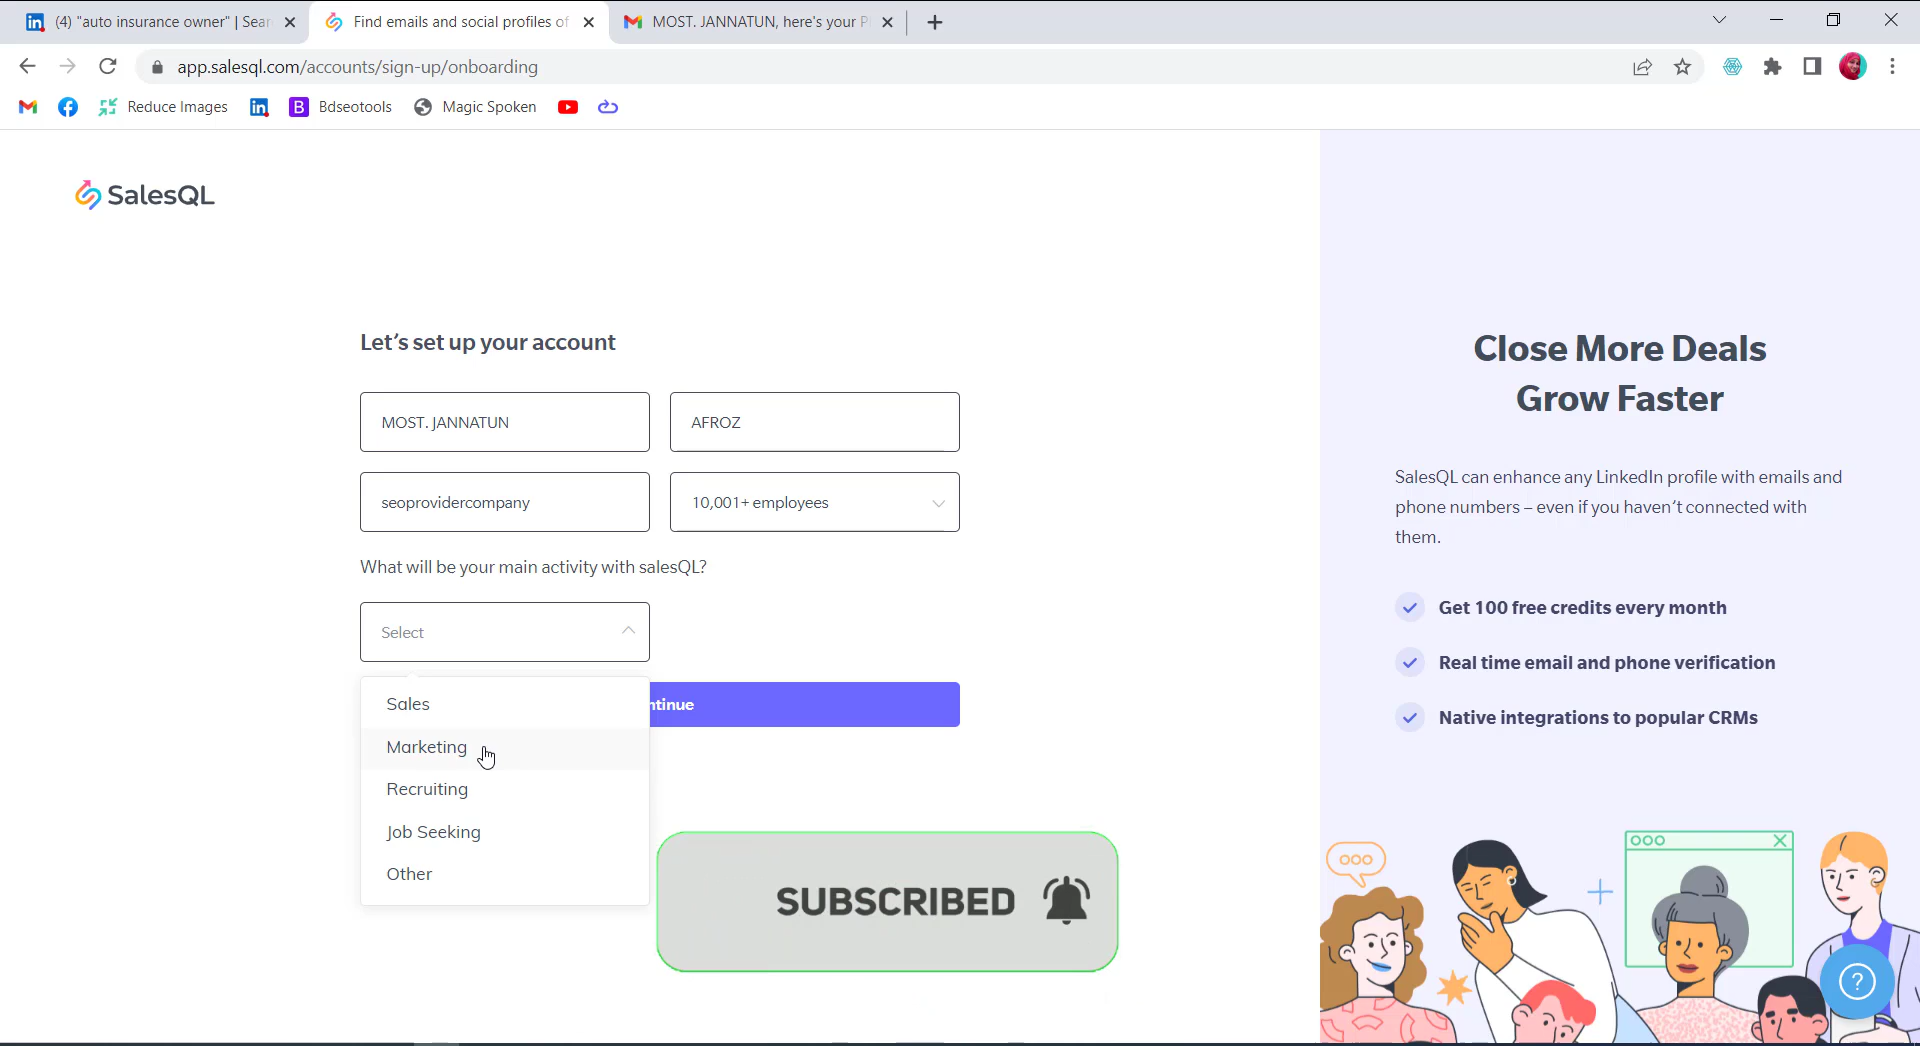 (4) "auto insurance owner" | Sear
Find emails and social profiles of
MOST. JANNATUN, here's your P
app.salesql.com/accounts/sign-up/onboarding
Reduce Images
B
Bdseotools
Magic Spoken
SalesQL
Let's set up your account
MOST. JANNATUN
AFROZ
seoprovidercompany
10,001+ employees
What will be your main activity with salesQL?
Select
Sales
ntinue
Marketing
Recruiting
Job Seeking
Other
SUBSCRIBED
Close More Deals
Grow Faster
SalesQL can enhance any LinkedIn profile with emails and
phone numbers – even if you haven't connected with
them.
Get 100 free credits every month
Real time email and phone verification
Native integrations to popular CRMs
?